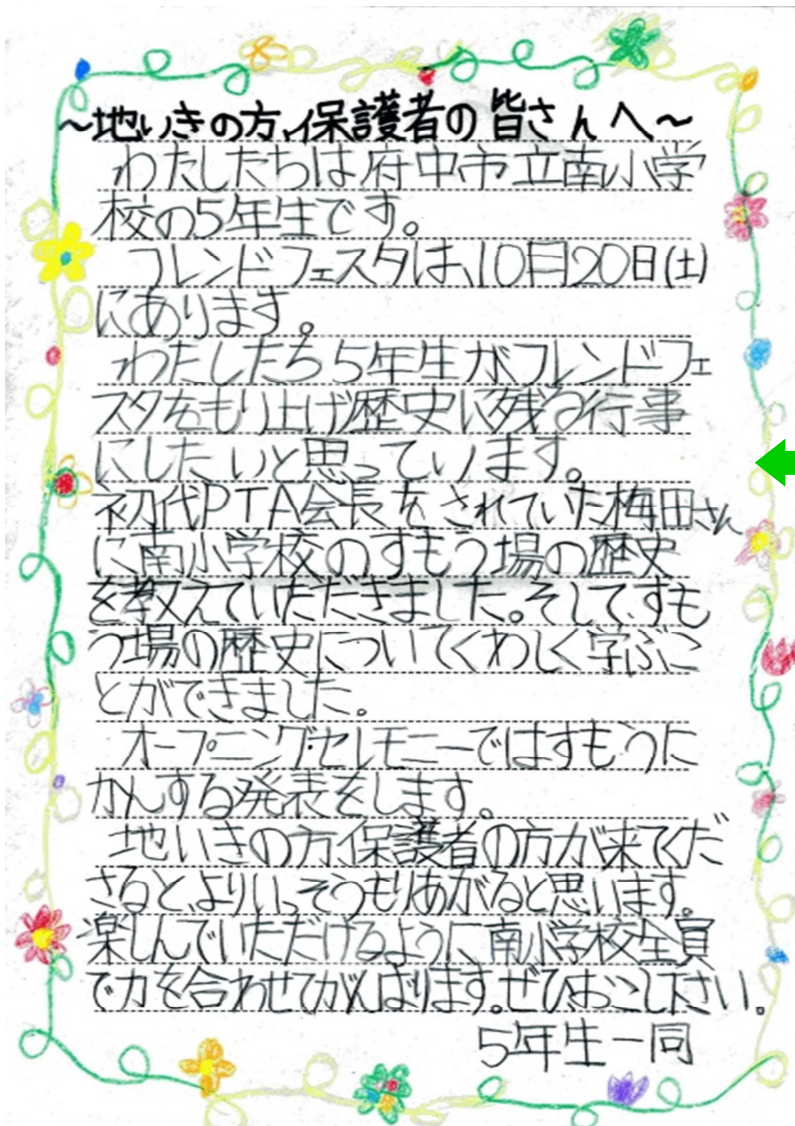 ～地いきの方、保護者の皆さんへ～
わたしたちは府中市立南小学
校の5年生です。
フレンドフェスタは、10月20日(土)
にあります。
わたしたち5年生がフレンドフェ
スタをもり上げ歴史に残る行事
にしたいと思っています。
初代PTA会長をされていた梅田さん
に南小学校のすもう場の歴史
を教えていただきました。そして、すも
う場の歴史についてくわしく学ぶこ
とができました。
オープニングセレモニーではすもうに
かんする発表をします。
地いきの方、保護者の方が来てくだ
さると、よりいっそうもりあがると思います。
楽しんでいただけるように南小学校全員
で力を合わせてがんばります。ぜひおこし下さい。
5年生一同